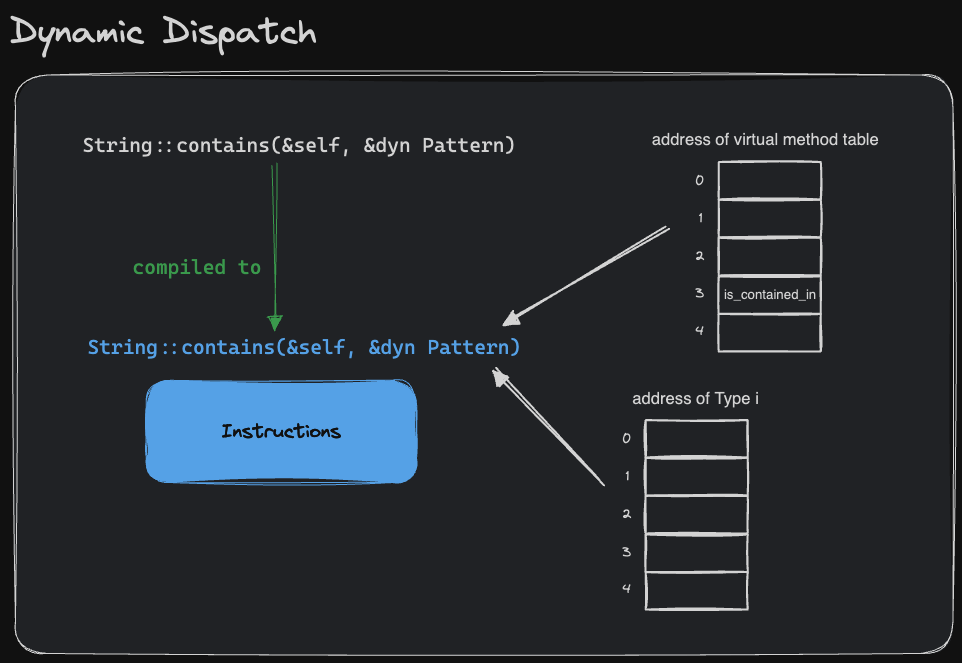 Dynamic Dispatch
String::contains(&self, &dyn Pattern)
compiled to
String::contains(&self, &dyn Pattern)
Instructions
address of virtual method table
0
1
2
3 is_contained_in
4
address of Type i
0
1
2
3
4